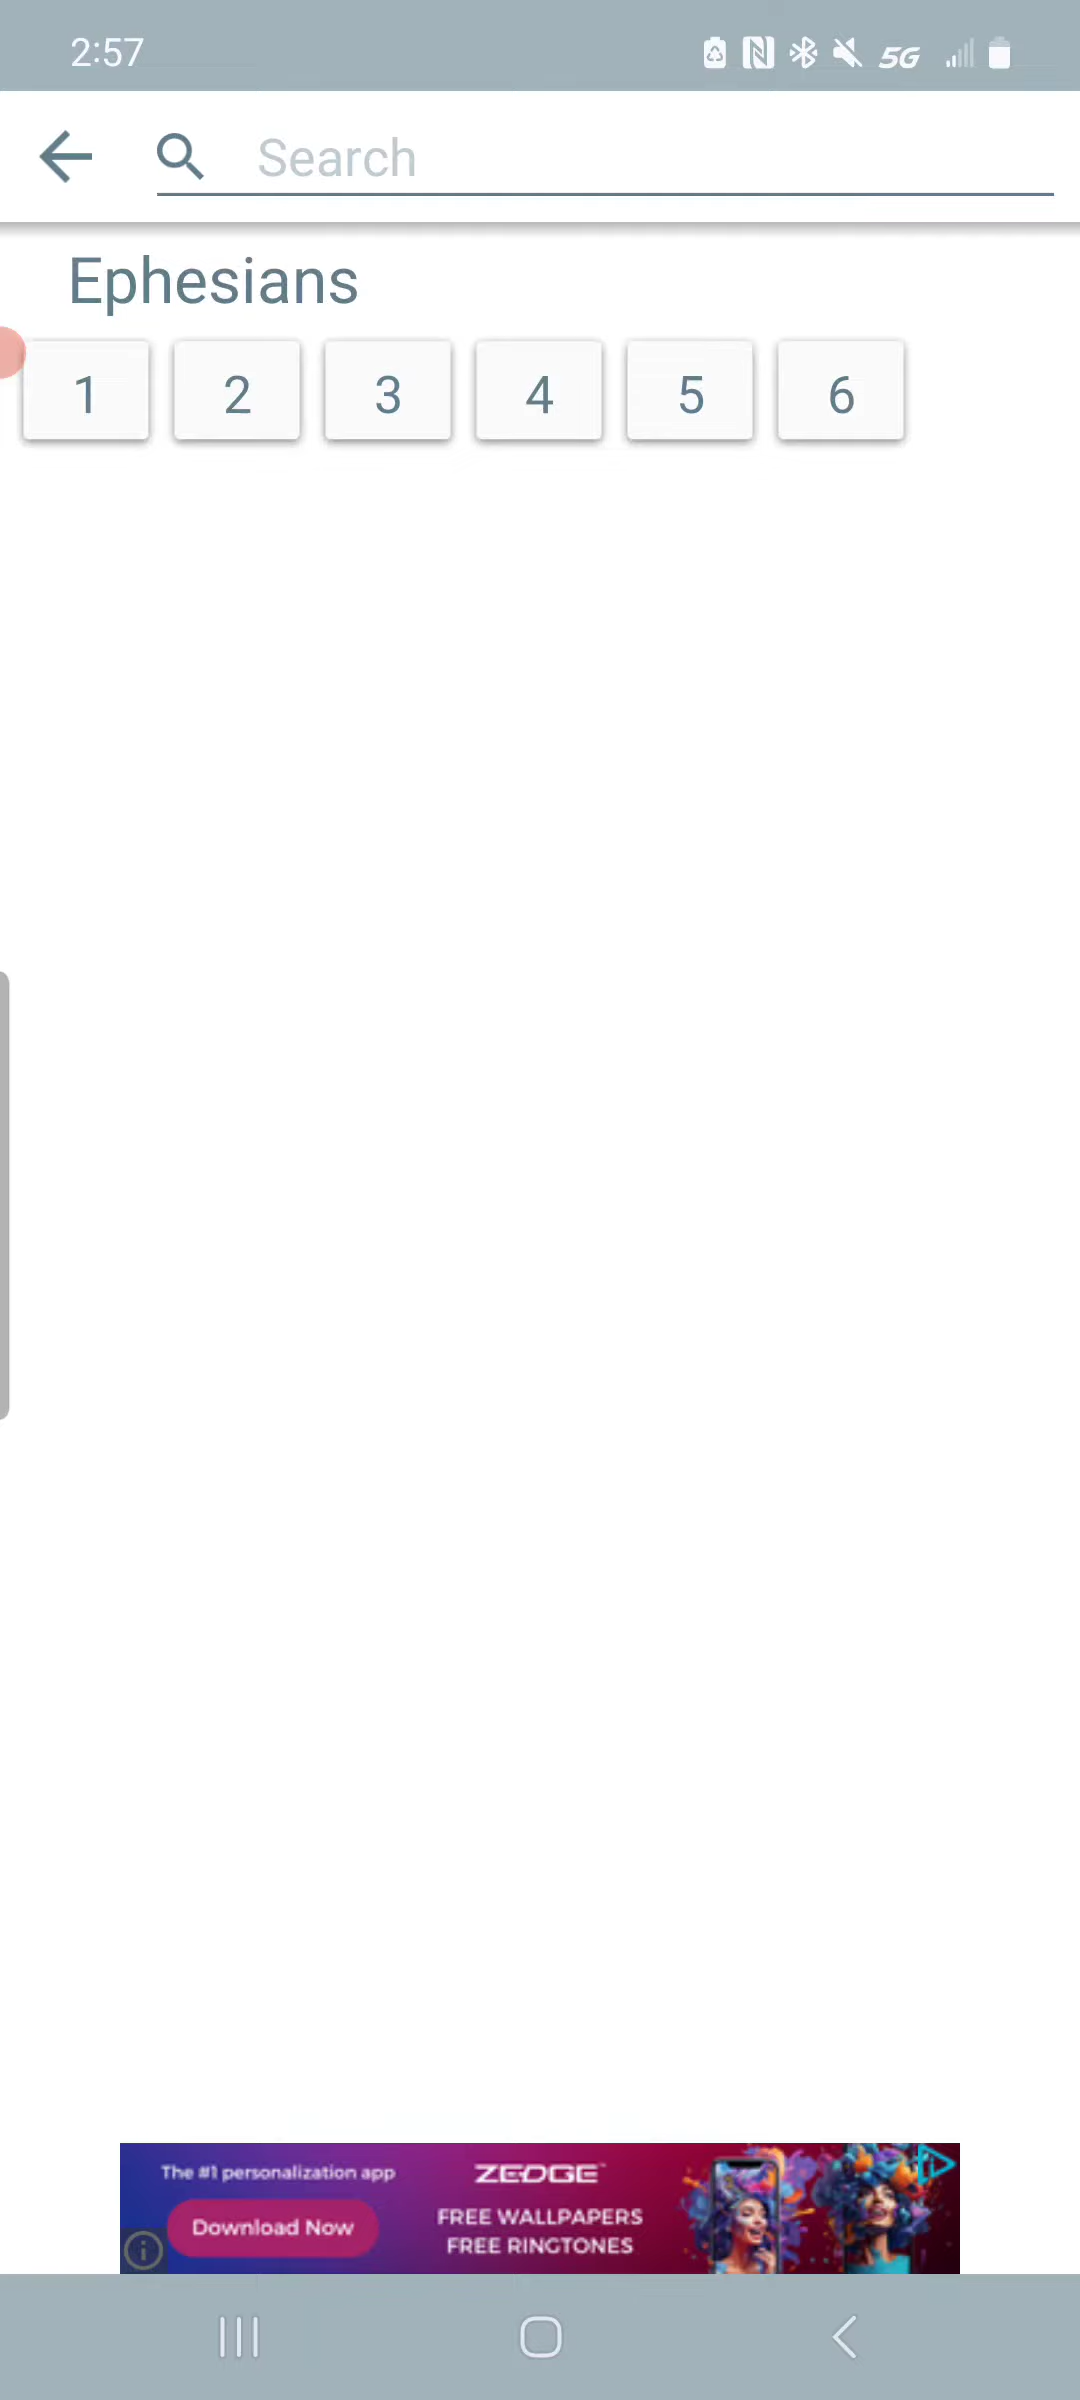 2:57
5G
Search
Ephesians
1 2 3 4 5 6
The #1 personalization app
Download Now
ZEDGE™
FREE WALLPAPERS
FREE RINGTONES